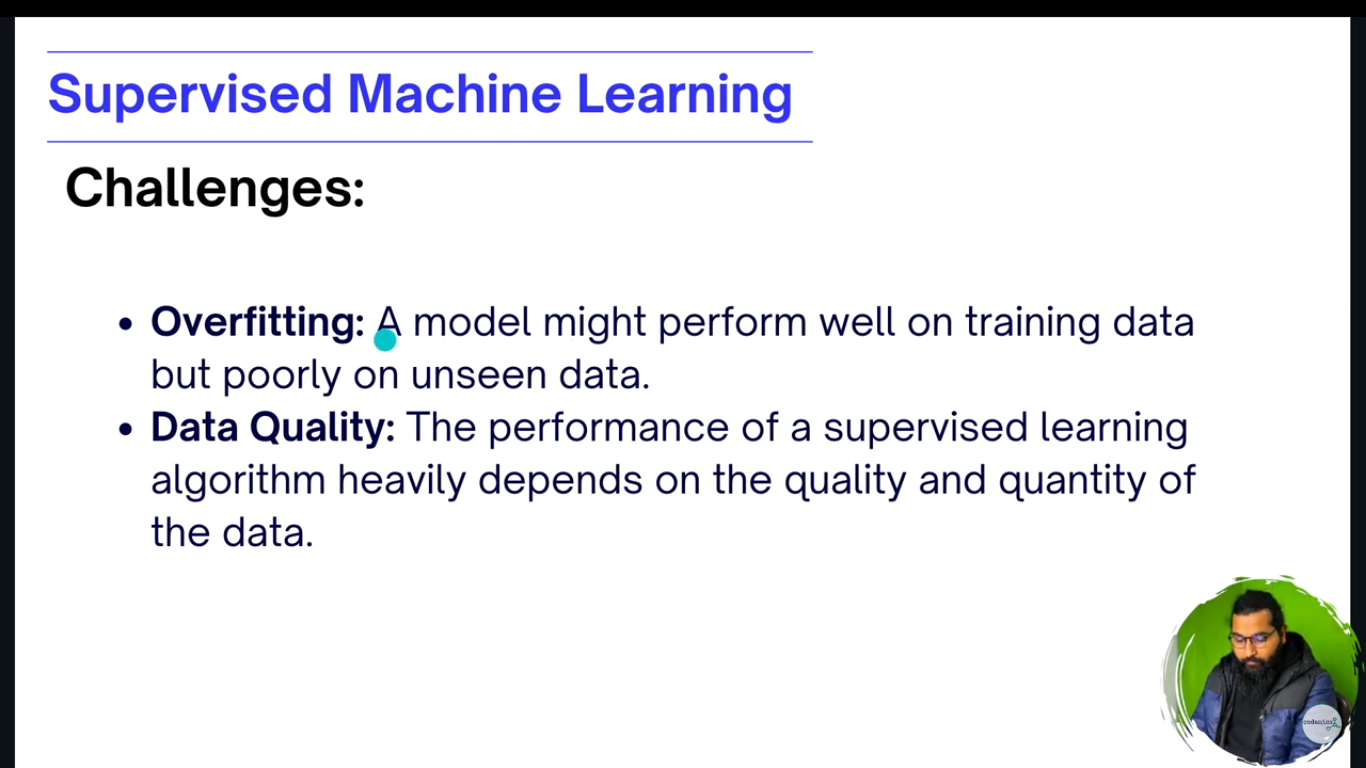 Supervised Machine Learning
Challenges:
• Overfitting: A model might perform well on training data
but poorly on unseen data.
• Data Quality: The performance of a supervised learning
algorithm heavily depends on the quality and quantity of
the data.
codanics